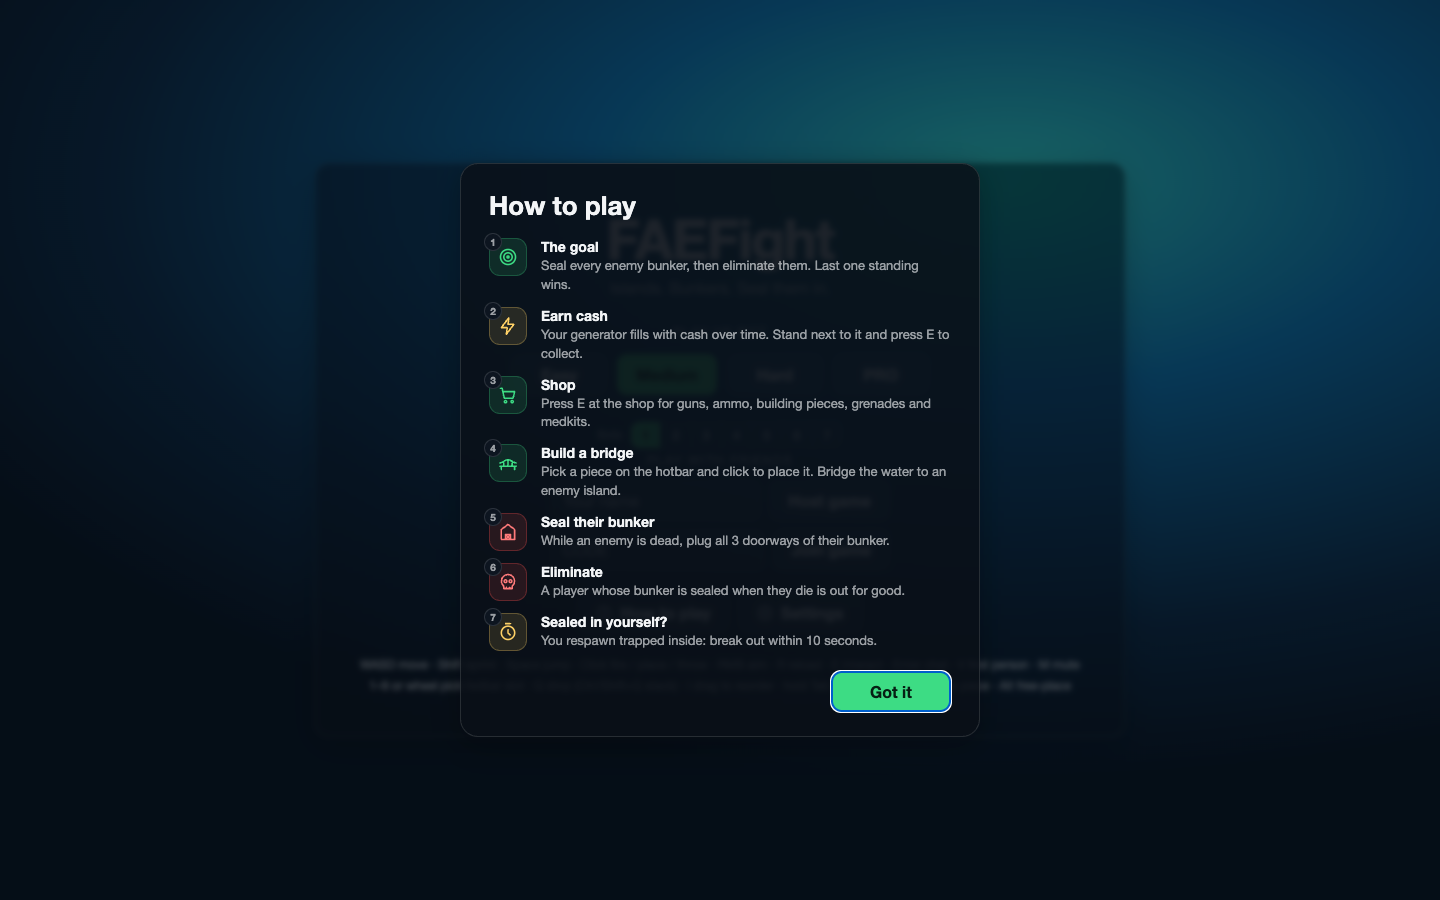 How to play
1
The goal
Seal every enemy bunker, then eliminate them. Last one standing
wins.
2
Earn cash
Your generator fills with cash over time. Stand next to it and press E to
collect.
3
Shop
Press E at the shop for guns, ammo, building pieces, grenades and
medkits.
4
Build a bridge
Pick a piece on the hotbar and click to place it. Bridge the water to an
enemy island.
5
Seal their bunker
While an enemy is dead, plug all 3 doorways of their bunker.
6
Eliminate
A player whose bunker is sealed when they die is out for good.
7
Sealed in yourself?
You respawn trapped inside: break out within 10 seconds.
Got it
FAEFight